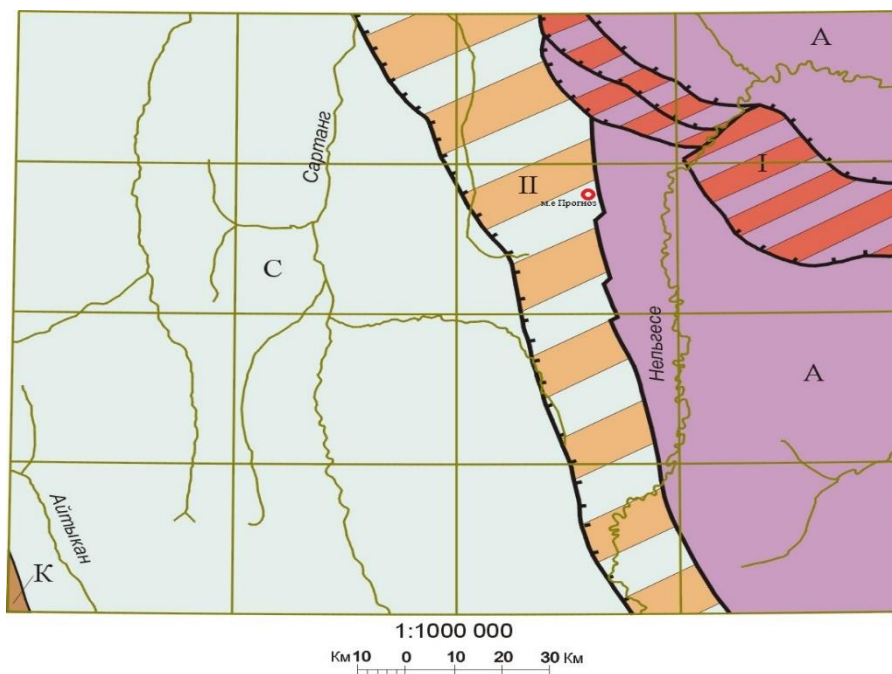 А
Сартанг
I
II
м.е Прогноз
С
Нельгесе
А
Айтыкан
К
1:1000 000
Км 10 0 10 20 30 Км